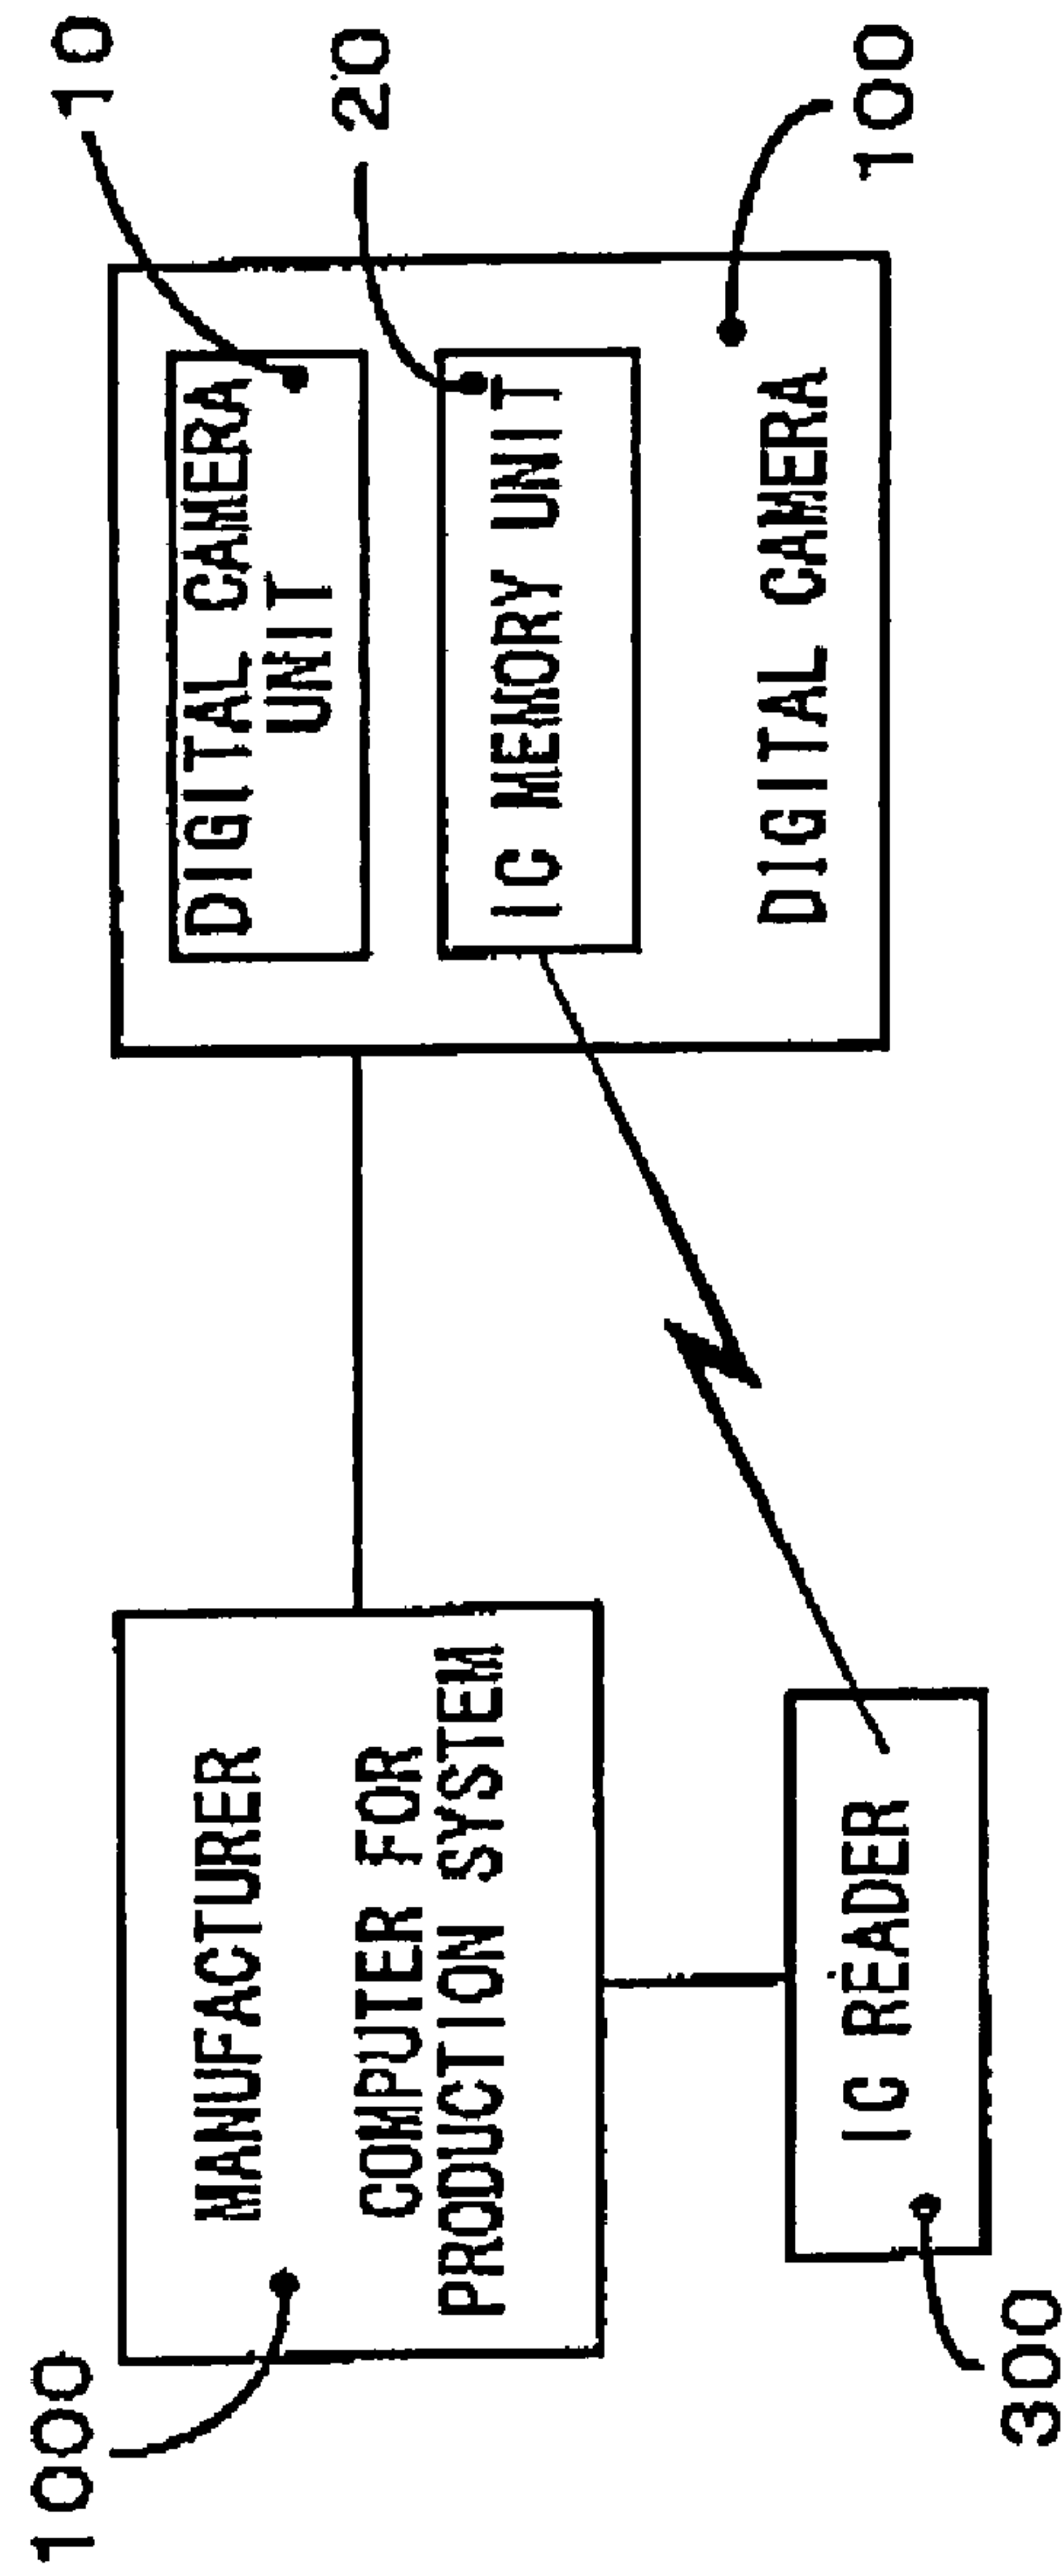 1000
MANUFACTURER
COMPUTER FOR
PRODUCTION SYSTEM
300
IC READER
10
DIGITAL CAMERA
UNIT
20
IC MEMORY UNIT
DIGITAL CAMERA
100